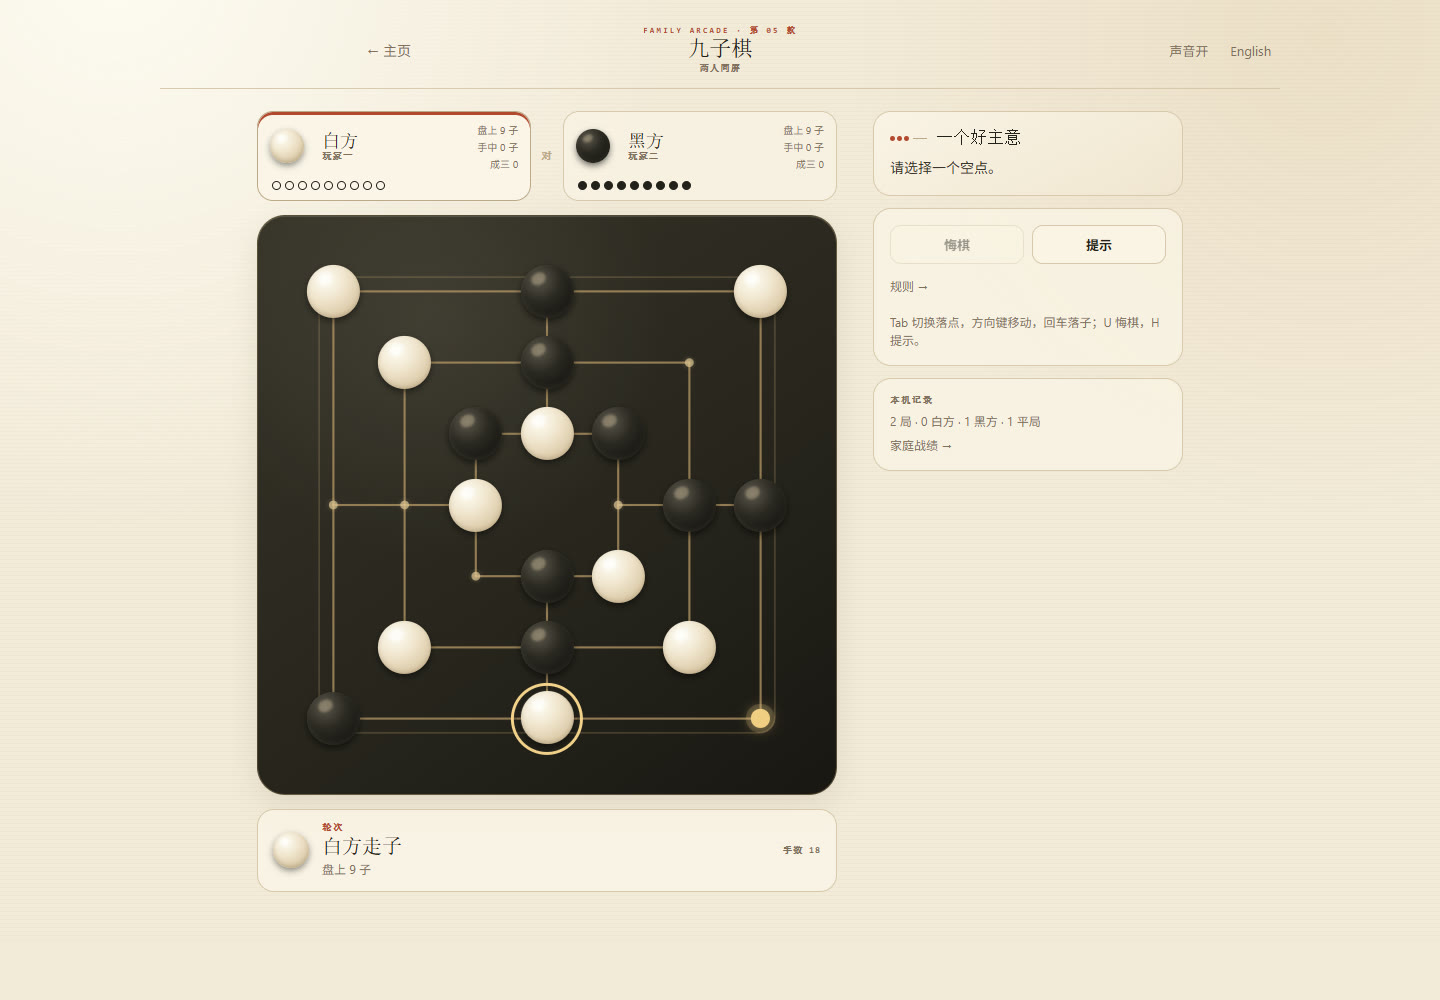 ← 主页
FAMILY ARCADE · 第 05 款
九子棋
两人同屏
声音开
English
白方
玩家一
盘上 9 子
手中 0 子
成三 0
对
黑方
玩家二
盘上 9 子
手中 0 子
成三 0
一个好主意
请选择一个空点。
悔棋
提示
规则 →
Tab 切换落点，方向键移动，回车落子；U 悔棋，H
提示。
本机记录
2 局 · 0 白方 · 1 黑方 · 1 平局
家庭战绩 →
轮次
白方走子
盘上 9 子
手数 18